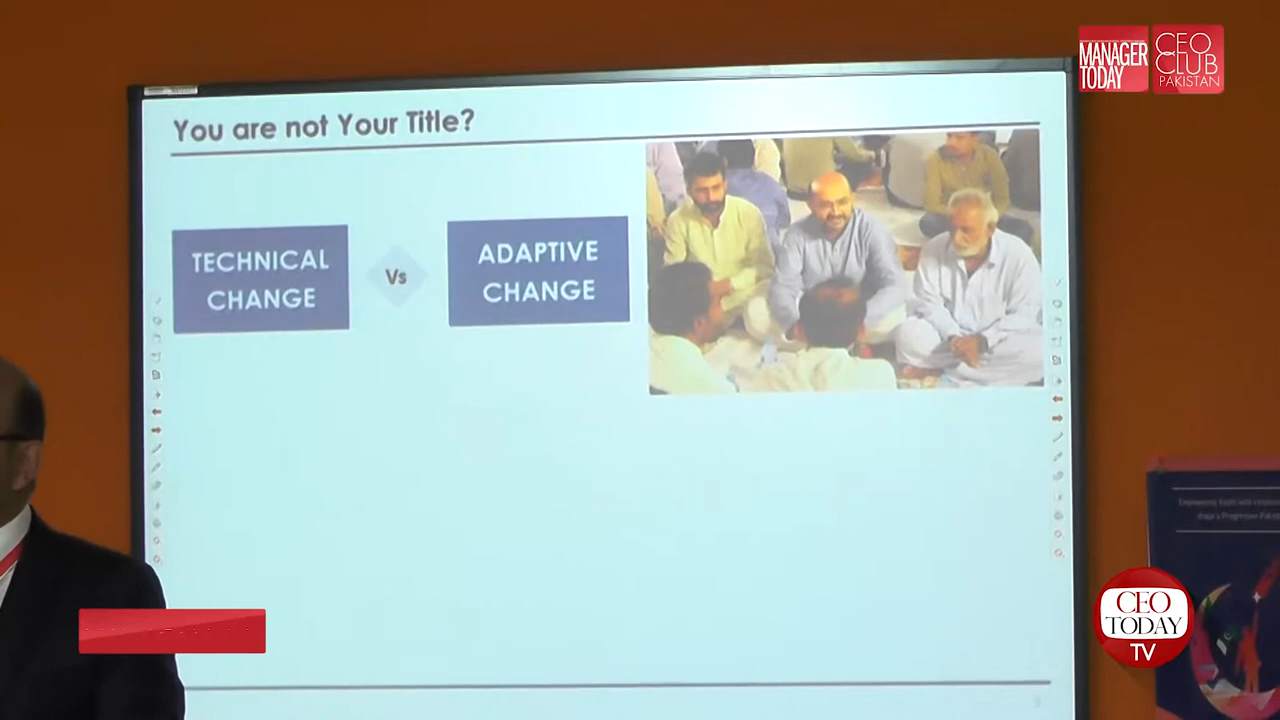 MANAGER
TODAY
CEO
CLUB
PAKISTAN
You are not Your Title?
TECHNICAL
CHANGE
Vs
ADAPTIVE
CHANGE
CEO
TODAY
TV